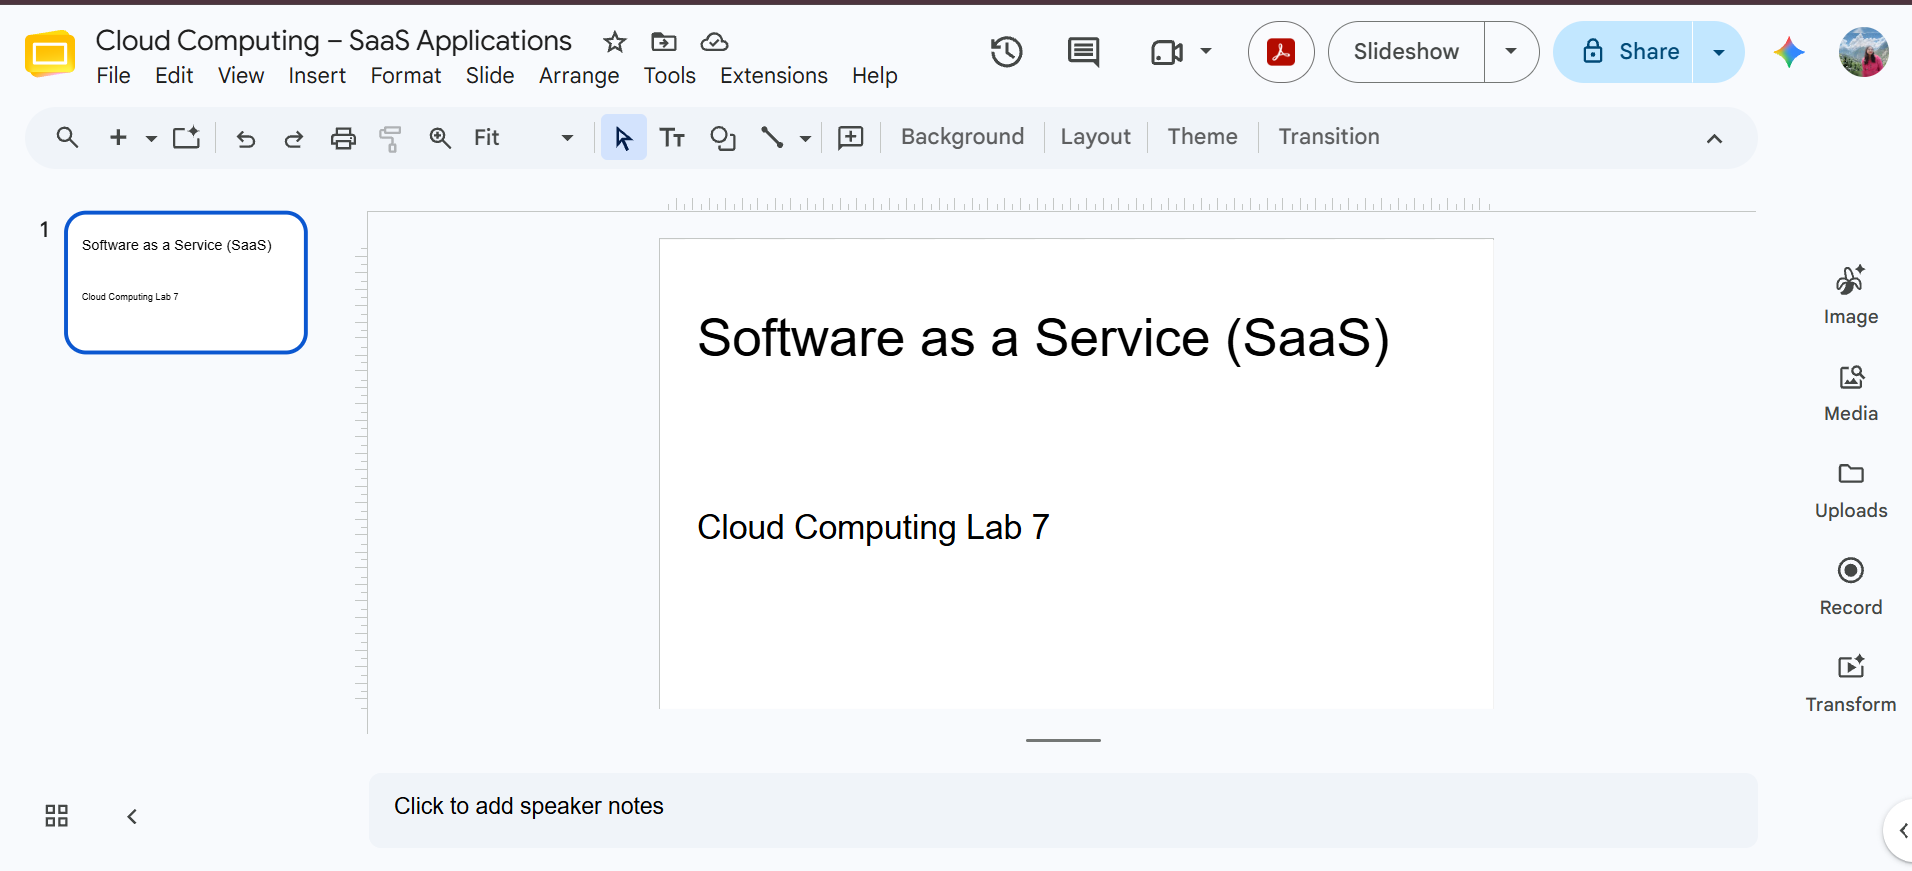 Cloud Computing – SaaS Applications
File Edit View Insert Format Slide Arrange Tools Extensions Help
Slideshow
Share
Fit
Background Layout Theme Transition
1
Software as a Service (SaaS)
Cloud Computing Lab 7
Software as a Service (SaaS)
Cloud Computing Lab 7
Image
Media
Uploads
Record
Transform
Click to add speaker notes